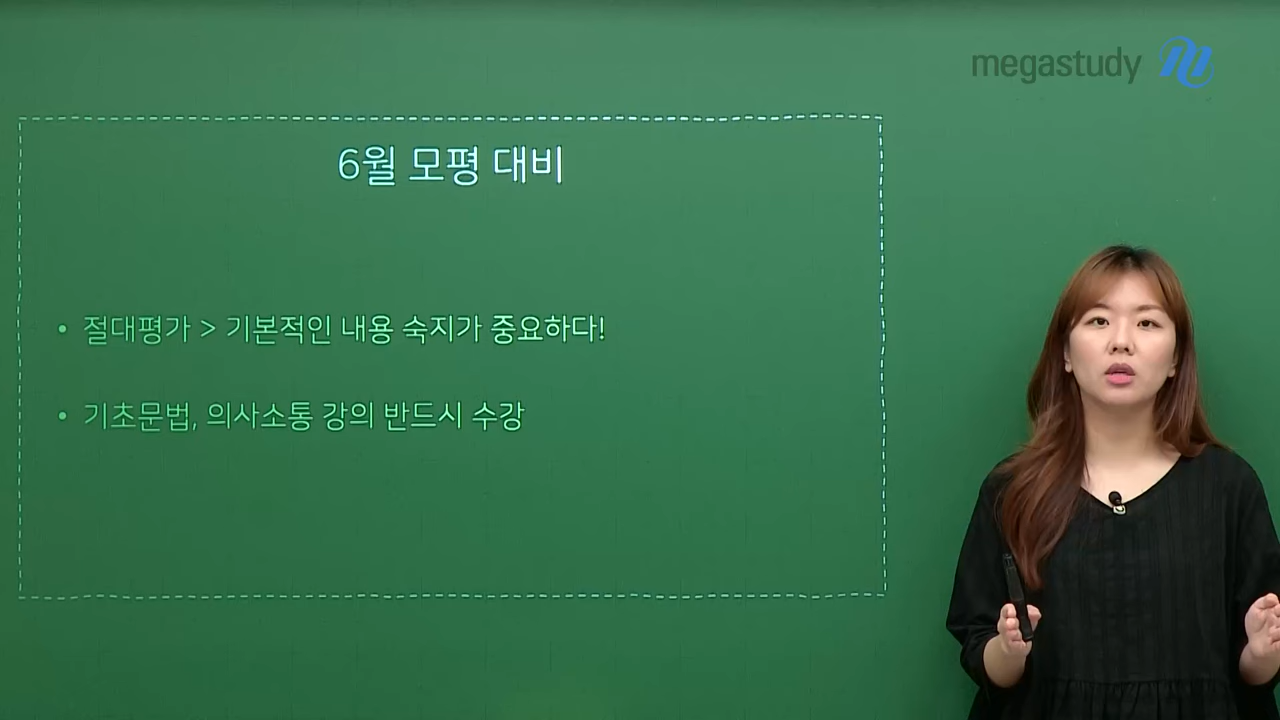 megastudy
6월 모평 대비
• 절대평가 > 기본적인 내용 숙지가 중요하다!
• 기초문법, 의사소통 강의 반드시 수강